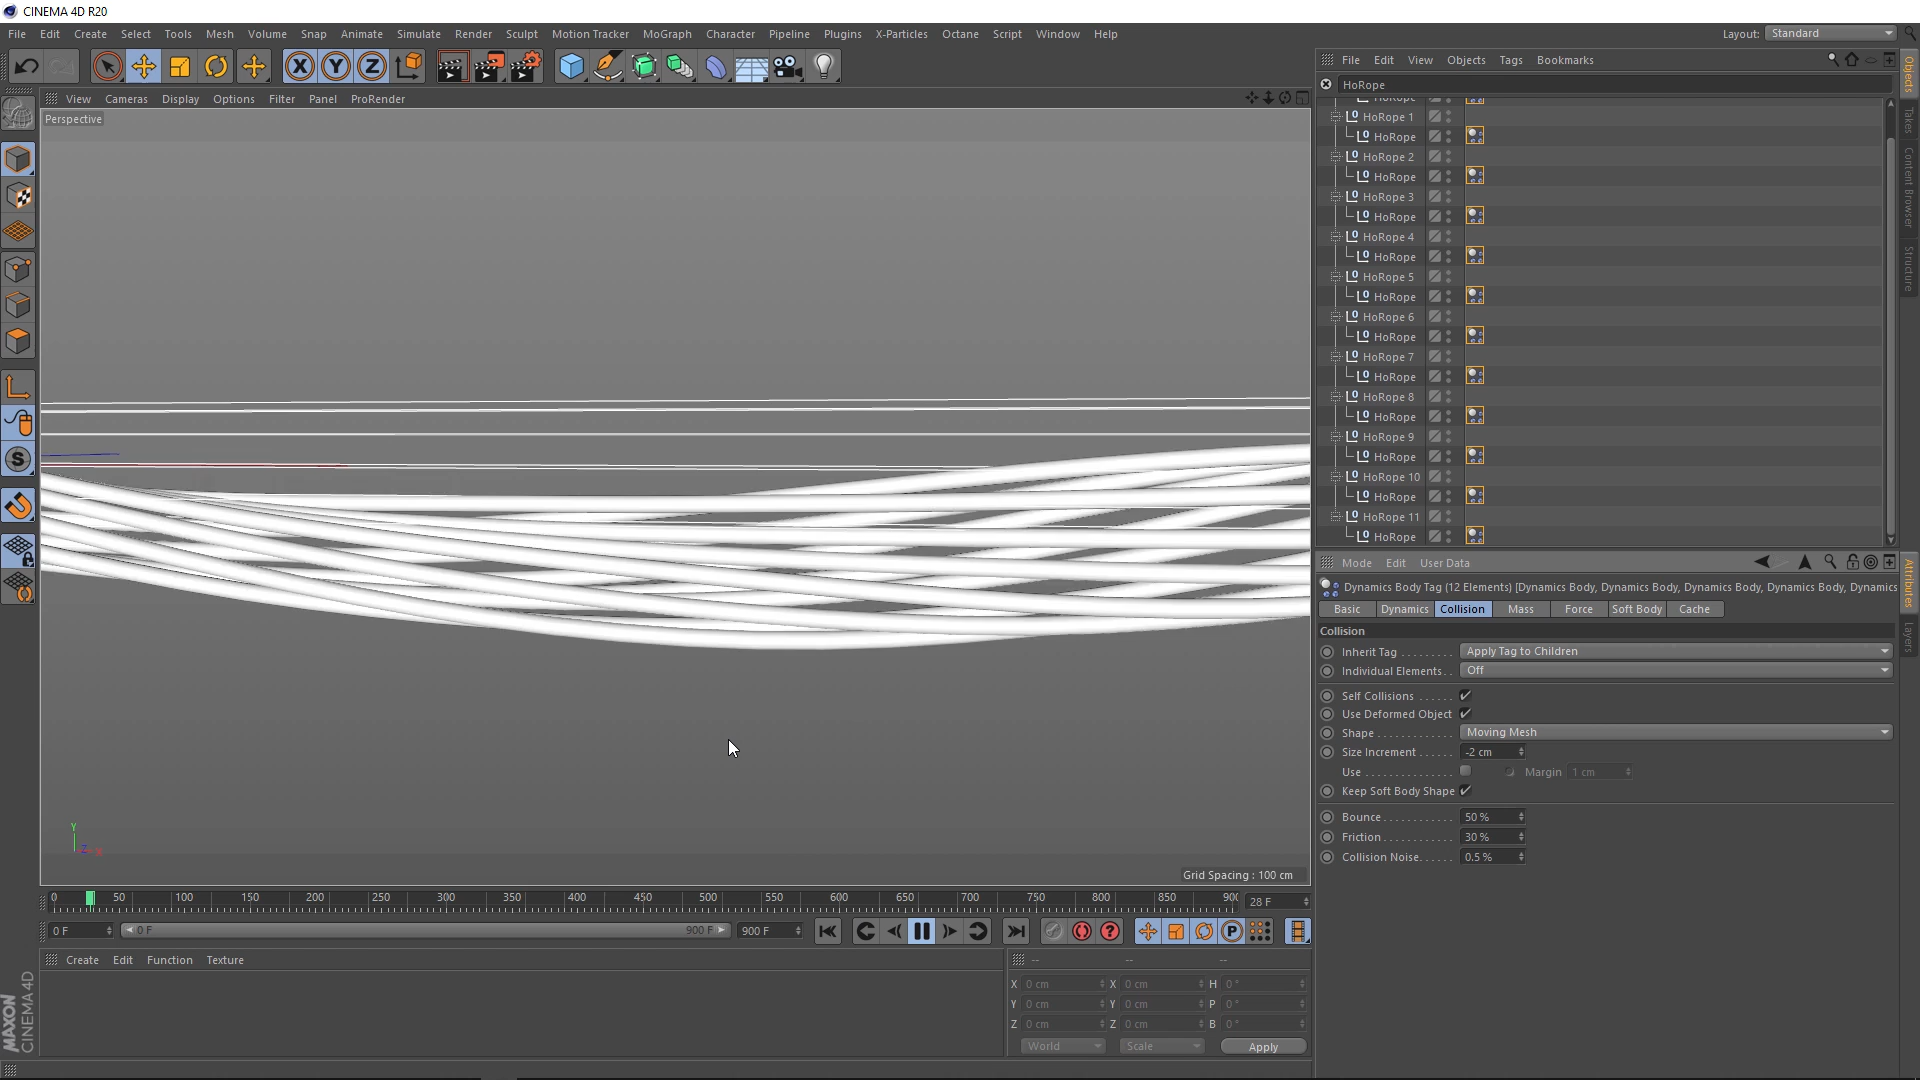 CINEMA 4D R20
File Edit Create Select Tools Mesh Volume Snap Animate Simulate Render Sculpt Motion Tracker MoGraph Character Pipeline Plugins X-Particles Octane Script Window Help Layout: Standard
File Edit View Objects Tags Bookmarks
HoRope
HoRope
HoRope 1
HoRope
HoRope 2
HoRope
HoRope 3
HoRope
HoRope 4
HoRope
HoRope 5
HoRope
HoRope 6
HoRope
HoRope 7
HoRope
HoRope 8
HoRope
HoRope 9
HoRope
HoRope 10
HoRope
HoRope 11
HoRope
Objects
Takes
Content Browser
Structure
View Cameras Display Options Filter Panel ProRender
Perspective
Y
Z X
Grid Spacing : 100 cm
Mode Edit User Data
Dynamics Body Tag (12 Elements) [Dynamics Body, Dynamics Body, Dynamics Body, Dynamics Body, Dynamics
Basic Dynamics Collision Mass Force Soft Body Cache
Collision
Inherit Tag . . . . . . . . . Apply Tag to Children
Individual Elements. . Off
Self Collisions . . . . . .
Use Deformed Object
Shape . . . . . . . . . . . . . Moving Mesh
Size Increment . . . . . -2 cm
Use . . . . . . . . . . . . . . . Margin 1 cm
Keep Soft Body Shape
Bounce. . . . . . . . . . . . 50 %
Friction . . . . . . . . . . . . 30 %
Collision Noise. . . . . . 0.5 %
Attributes
Layers
0 50 100 150 200 250 300 350 400 450 500 550 600 650 700 750 800 850 900 28 F
0 F 0 F 900 F 900 F
Create Edit Function Texture
-- -- --
X 0 cm X 0 cm H 0 °
Y 0 cm Y 0 cm P 0 °
Z 0 cm Z 0 cm B 0 °
World Scale Apply
MAXON
CINEMA 4D